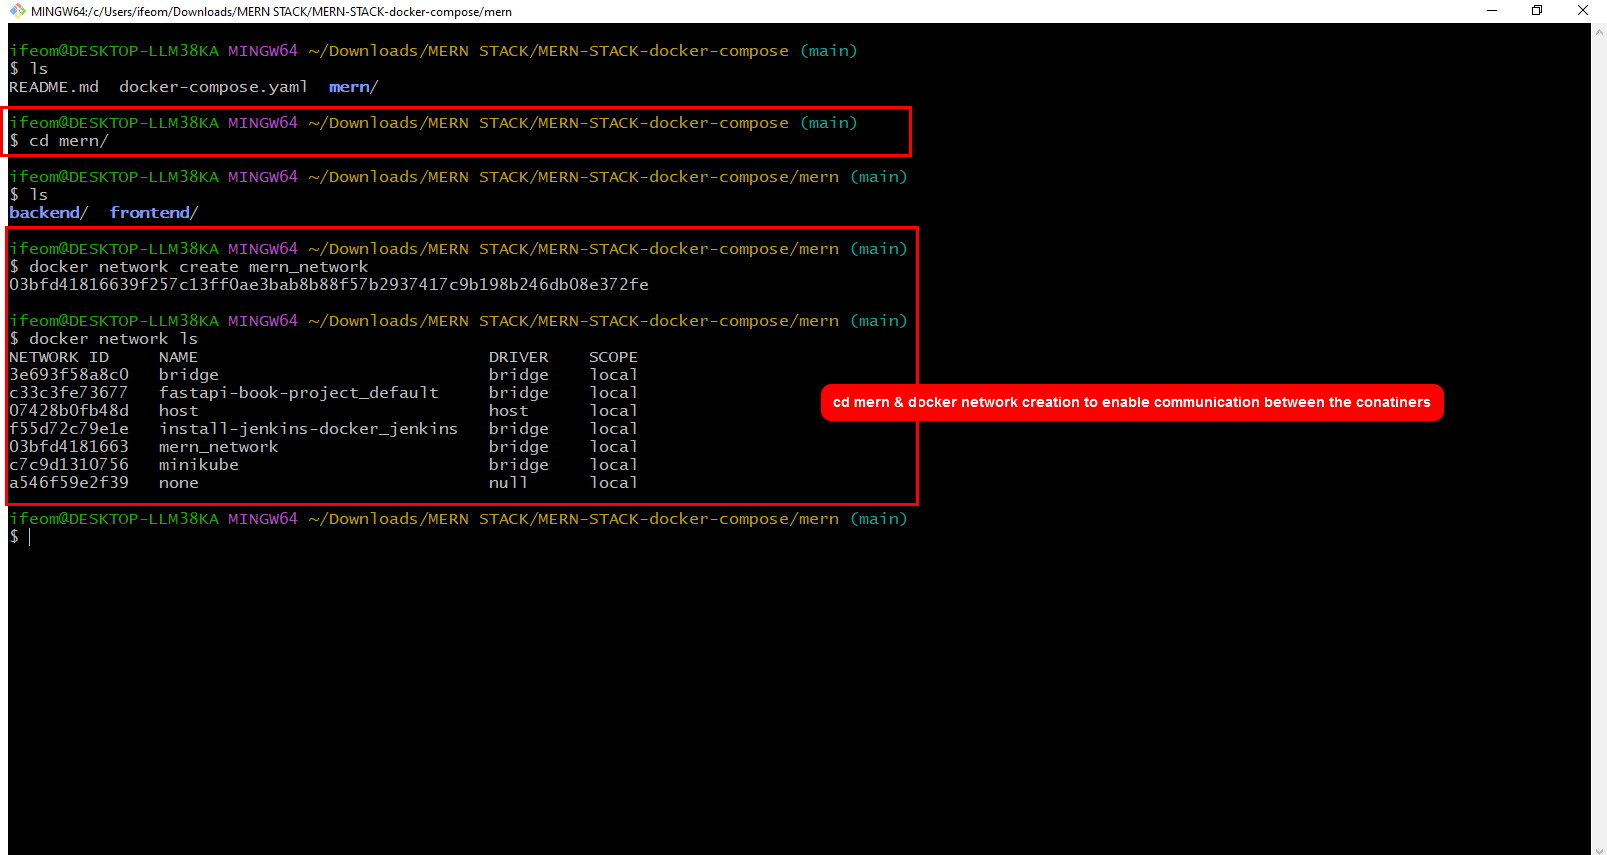 MINGW64:/c/Users/ifeom/Downloads/MERN STACK/MERN-STACK-docker-compose/mern
ifeom@DESKTOP-LLM38KA MINGW64 ~/Downloads/MERN STACK/MERN-STACK-docker-compose (main)
$ ls
README.md  docker-compose.yaml  mern/
ifeom@DESKTOP-LLM38KA MINGW64 ~/Downloads/MERN STACK/MERN-STACK-docker-compose (main)
$ cd mern/
ifeom@DESKTOP-LLM38KA MINGW64 ~/Downloads/MERN STACK/MERN-STACK-docker-compose/mern (main)
$ ls
backend/  frontend/
ifeom@DESKTOP-LLM38KA MINGW64 ~/Downloads/MERN STACK/MERN-STACK-docker-compose/mern (main)
$ docker network create mern_network
03bfd41816639f257c13ff0ae3bab8b88f57b2937417c9b198b246db08e372fe
ifeom@DESKTOP-LLM38KA MINGW64 ~/Downloads/MERN STACK/MERN-STACK-docker-compose/mern (main)
$ docker network ls
NETWORK ID     NAME                             DRIVER    SCOPE
3e693f58a8c0   bridge                           bridge    local
c33c3fe73677   fastapi-book-project_default     bridge    local
07428b0fb48d   host                             host      local
f55d72c79e1e   install-jenkins-docker_jenkins   bridge    local
03bfd4181663   mern_network                     bridge    local
c7c9d1310756   minikube                         bridge    local
a546f59e2f39   none                             null      local
cd mern & docker network creation to enable communication between the conatiners
ifeom@DESKTOP-LLM38KA MINGW64 ~/Downloads/MERN STACK/MERN-STACK-docker-compose/mern (main)
$